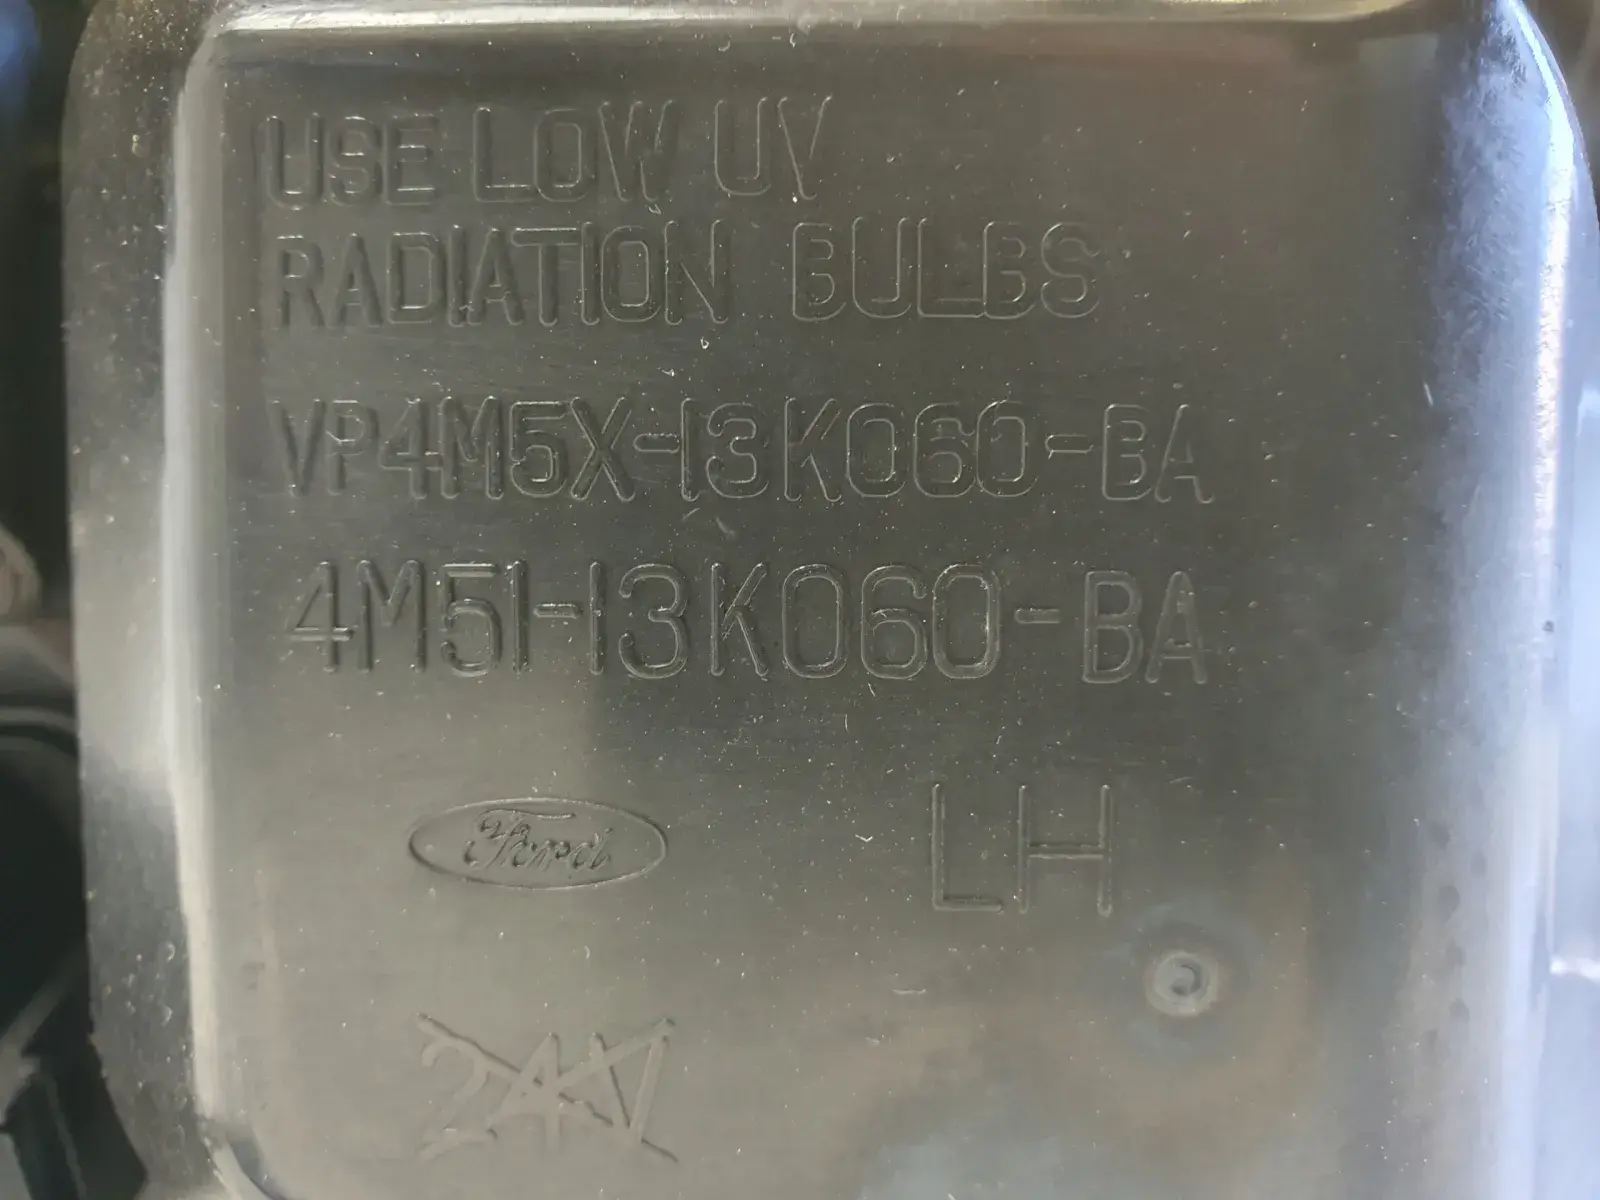 USE LOW UV
RADIATION BULBS
VP4M5X-13K060-BA
4M51-13K060-BA
Ford
LH